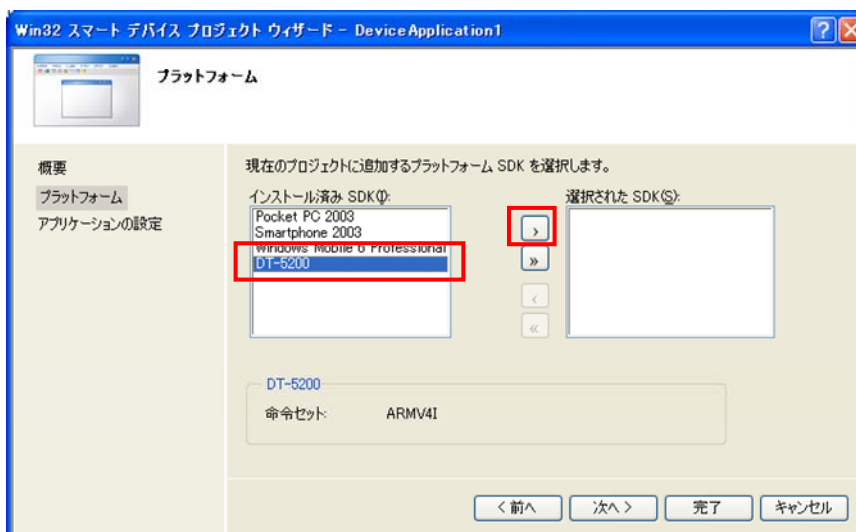 Win32 スマート デバイス プロジェクト ウィザード - DeviceApplication1
プラットフォーム
概要
プラットフォーム
アプリケーションの設定
現在のプロジェクトに追加するプラットフォーム SDK を選択します。
インストール済み SDK(I):
Pocket PC 2003
Smartphone 2003
Windows Mobile 6 Professional
DT-5200
選択された SDK(S):
›
»
‹
«
DT-5200
命令セット: ARMV4I
< 前へ
次へ >
完了
キャンセル